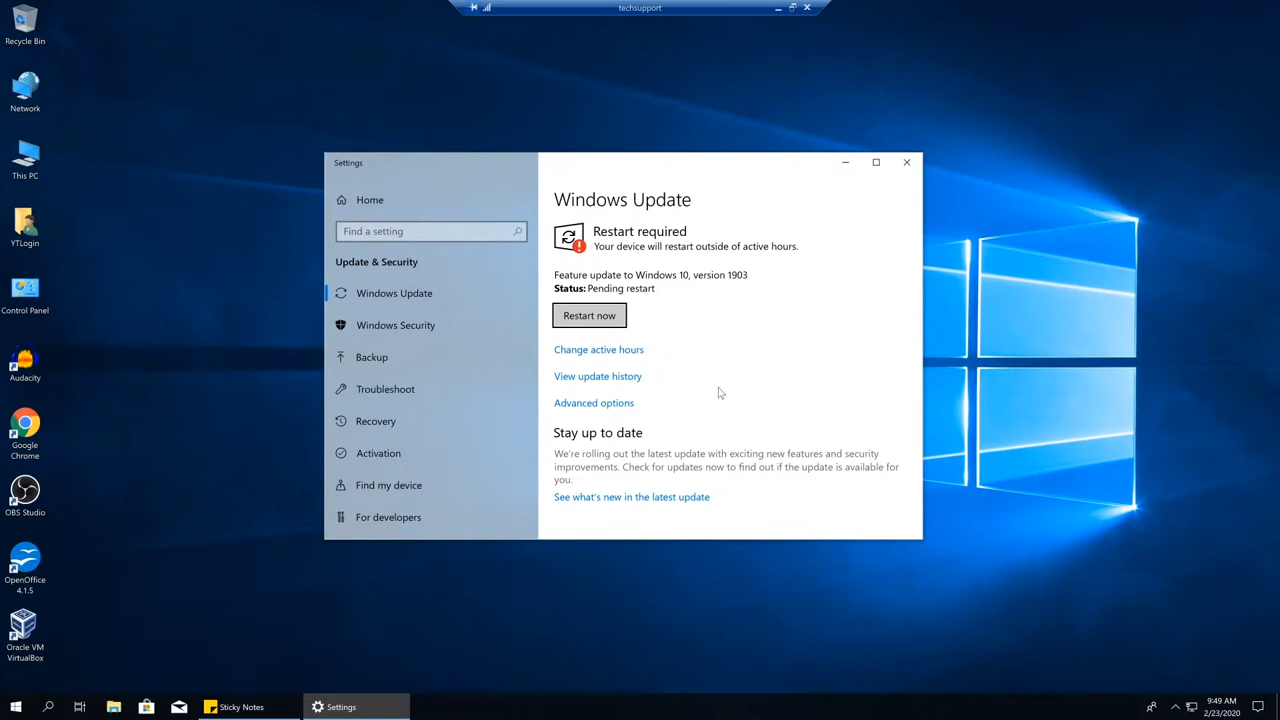 techsupport
Recycle Bin
Network
This PC
YTLogin
Control Panel
Audacity
Google
Chrome
OBS Studio
OpenOffice
4.1.5
Oracle VM
VirtualBox
Settings
Home
Find a setting
Update & Security
Windows Update
Windows Security
Backup
Troubleshoot
Recovery
Activation
Find my device
For developers
Windows Update
Restart required
Your device will restart outside of active hours.
Feature update to Windows 10, version 1903
Status: Pending restart
Restart now
Change active hours
View update history
Advanced options
Stay up to date
We're rolling out the latest update with exciting new features and security
improvements. Check for updates now to find out if the update is available for
you.
See what's new in the latest update
Sticky Notes
Settings
9:49 AM
2/23/2020